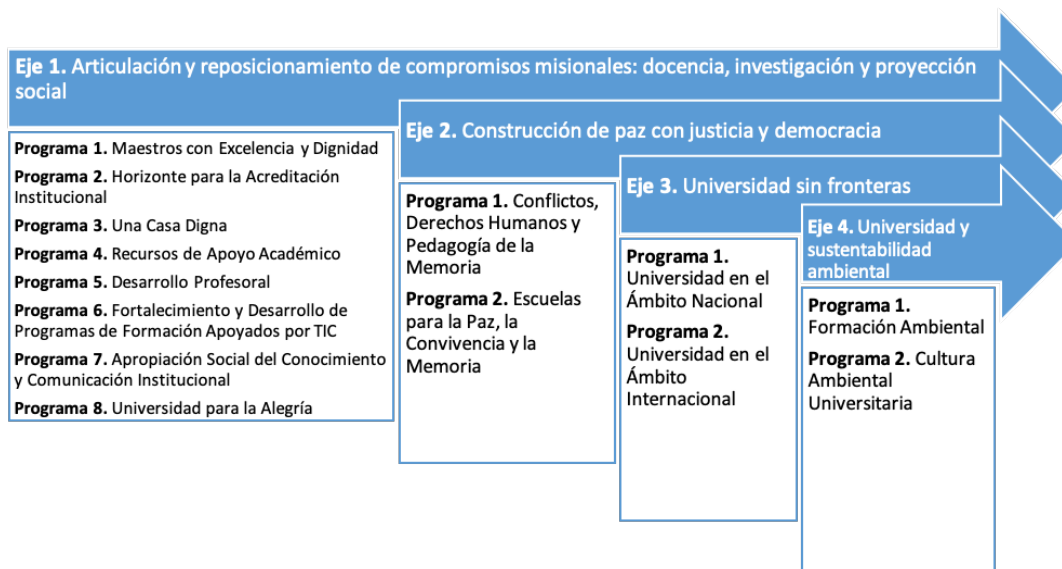 Eje 1. Articulación y reposicionamiento de compromisos misionales: docencia, investigación y proyección
social
Programa 1. Maestros con Excelencia y Dignidad
Programa 2. Horizonte para la Acreditación
Institucional
Programa 3. Una Casa Digna
Programa 4. Recursos de Apoyo Académico
Programa 5. Desarrollo Profesoral
Programa 6. Fortalecimiento y Desarrollo de
Programas de Formación Apoyados por TIC
Programa 7. Apropiación Social del Conocimiento
y Comunicación Institucional
Programa 8. Universidad para la Alegría
Eje 2. Construcción de paz con justicia y democracia
Programa 1. Conflictos,
Derechos Humanos y
Pedagogía de la
Memoria
Programa 2. Escuelas
para la Paz, la
Convivencia y la
Memoria
Eje 3. Universidad sin fronteras
Programa 1.
Universidad en el
Ámbito Nacional
Programa 2.
Universidad en el
Ámbito
Internacional
Eje 4. Universidad y
sustentabilidad
ambiental
Programa 1.
Formación Ambiental
Programa 2. Cultura
Ambiental
Universitaria